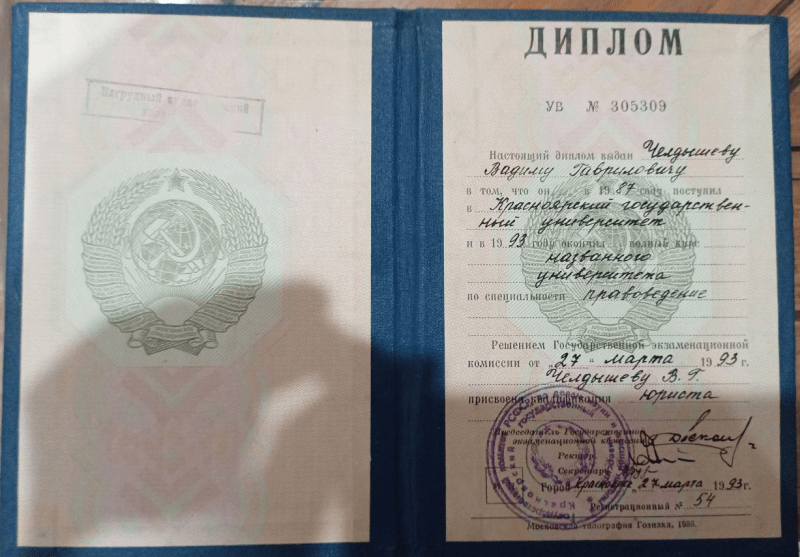 Нагрудный
ДИПЛОМ
УВ № 305309
Настоящий диплом выдан Челдышеву
Вадиму Гавриловичу
в том, что он в 1987 году поступил
в Красноярский государствен-
ный университет
и в 1993 году окончил полный курс
названного
университета
по специальности правоведение
Решением Государственной экзаменационной
комиссии от „27“ марта 1993 г.
Челдышеву В. Г.
присвоена квалификация юриста
Председатель Государственной
экзаменационной комиссии
Ректор
Секретарь
Город Красноярск 27 марта 1993 г.
Регистрационный № 54
Московская типография Гознака, 1988.